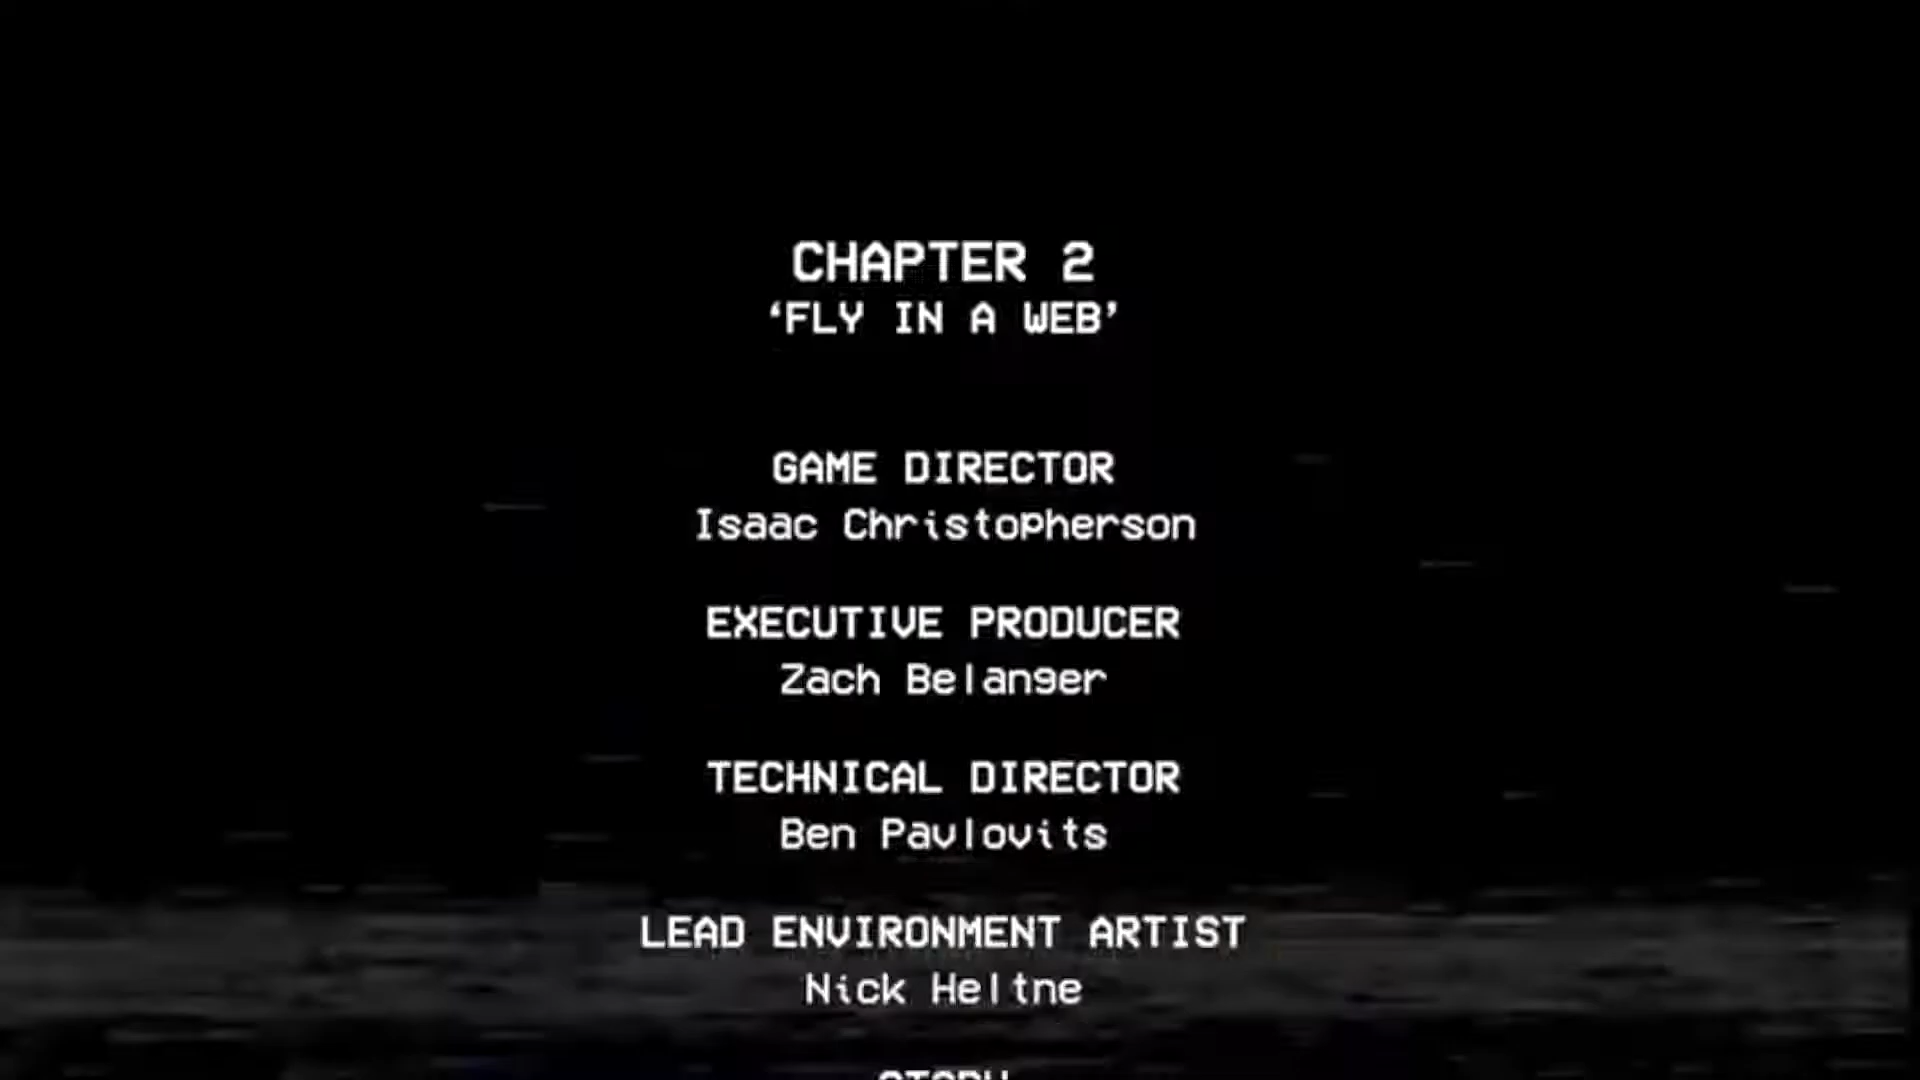 CHAPTER 2
‘FLY IN A WEB’
GAME DIRECTOR
Isaac Christopherson
EXECUTIVE PRODUCER
Zach Belanger
TECHNICAL DIRECTOR
Ben Pavlovits
LEAD ENVIRONMENT ARTIST
Nick Heltne
STORY